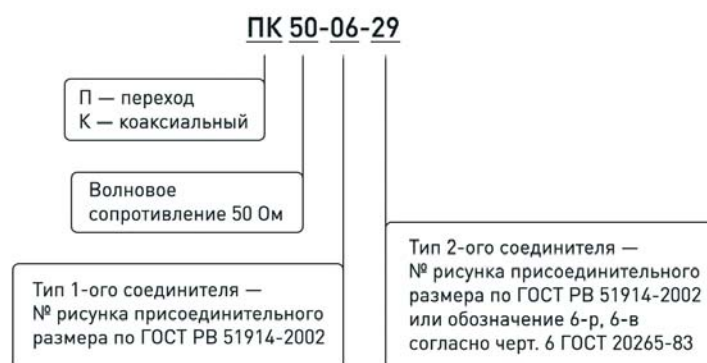 ПК 50-06-29
П — переход
К — коаксиальный
Волновое
сопротивление 50 Ом
Тип 1-ого соединителя —
№ рисунка присоединительного
размера по ГОСТ РВ 51914-2002
Тип 2-ого соединителя —
№ рисунка присоединительного
размера по ГОСТ РВ 51914-2002
или обозначение 6-р, 6-в
согласно черт. 6 ГОСТ 20265-83